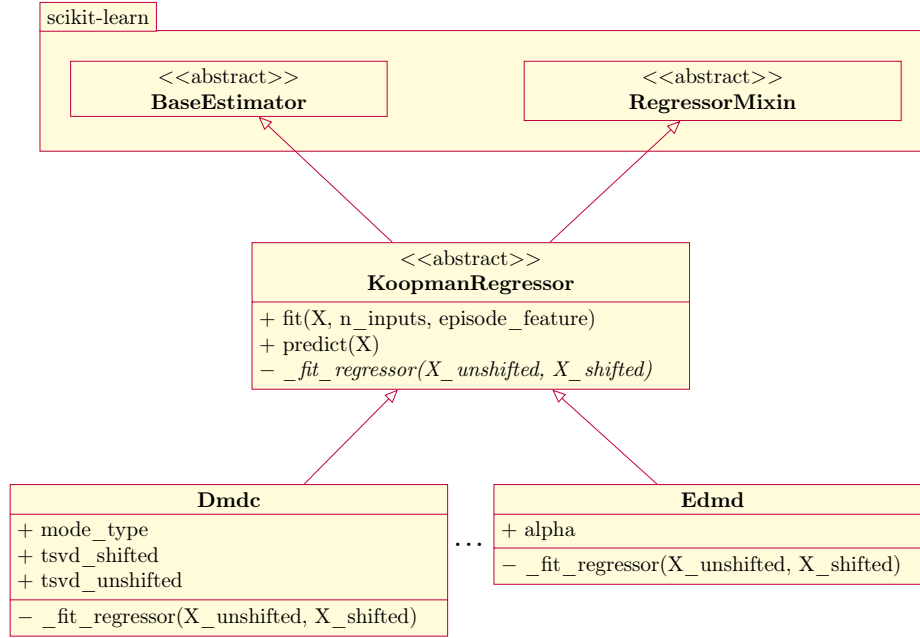 scikit-learn
<<abstract>>
BaseEstimator
<<abstract>>
RegressorMixin
<<abstract>>
KoopmanRegressor
+ fit(X, n_inputs, episode_feature)
+ predict(X)
− _fit_regressor(X_unshifted, X_shifted)
Dmdc
+ mode_type
+ tsvd_shifted
+ tsvd_unshifted
− _fit_regressor(X_unshifted, X_shifted)
...
Edmd
+ alpha
− _fit_regressor(X_unshifted, X_shifted)